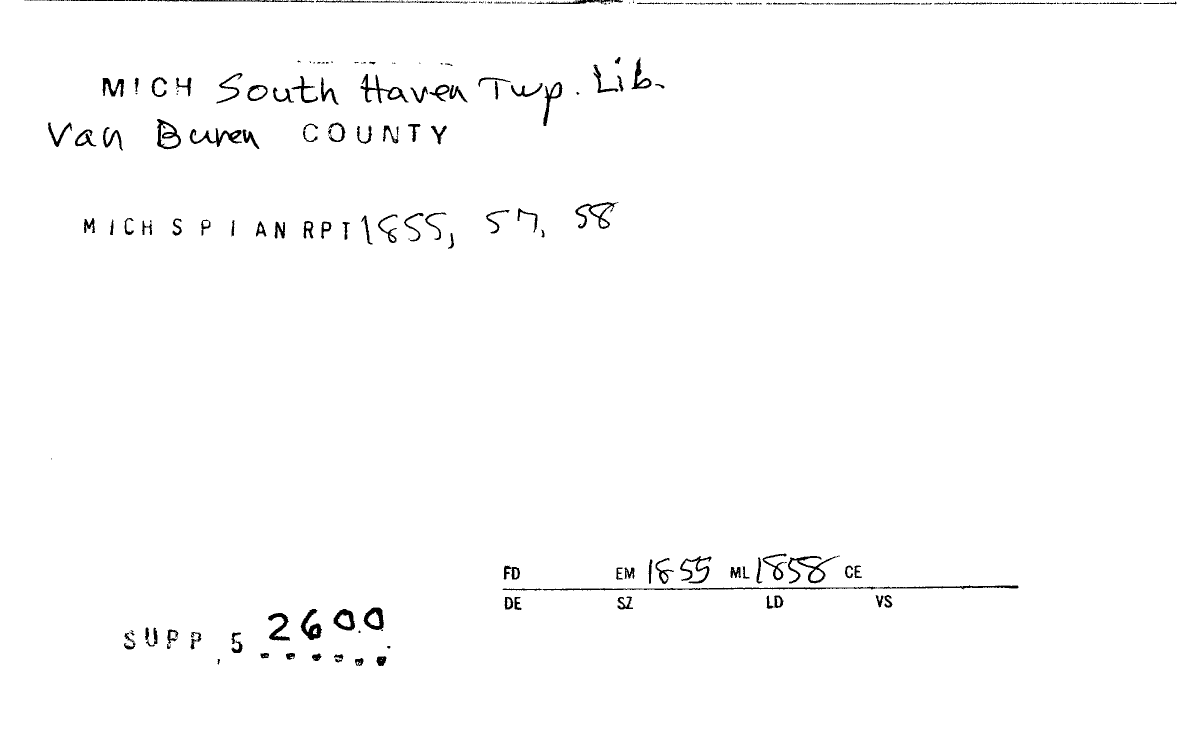 MICH South Haven Twp. Lib.
Van Buren COUNTY
MICH S P I AN RPT 1855, 57, 58
FD EM 1855 ML 1858 CE
DE SZ LD VS
SUPP, 5 2600